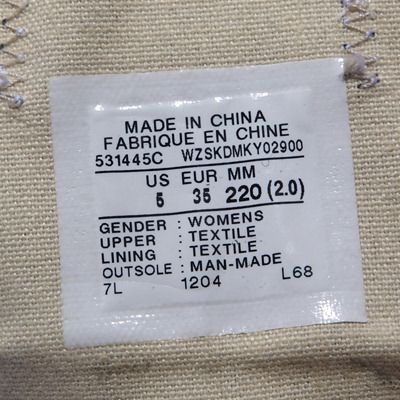 MADE IN CHINA
FABRIQUE EN CHINE
531445C WZSKDMKY02900
US EUR MM
5 35 220 (2.0)
GENDER : WOMENS
UPPER : TEXTILE
LINING : TEXTILE
OUTSOLE : MAN-MADE
7L 1204 L68